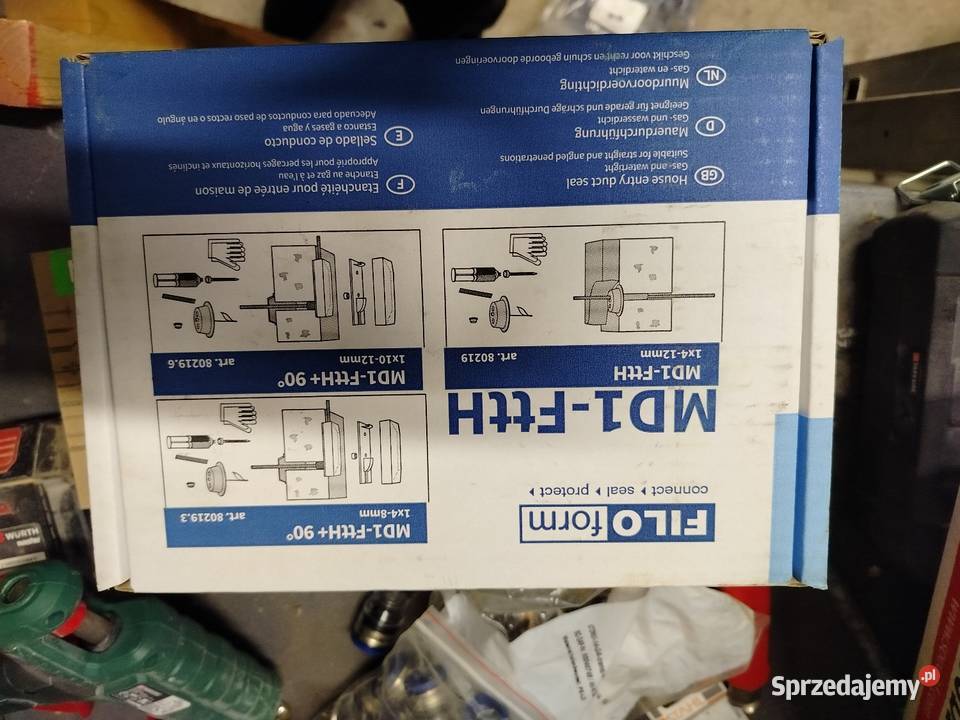 FILOform
connect ▸ seal ▸ protect ▸
MD1-FttH
MD1-FttH
1x4-12mm art. 80219
MD1-FttH+90°
1x4-8mm art. 80219.3
MD1-FttH+90°
1x10-12mm art. 80219.6
GB House entry duct seal
Gas- and watertight
Suitable for straight and angled penetrations
D Mauerdurchführung
Gas- und wasserdicht
Geeignet für gerade und schräge Durchführungen
NL Muurdoorvoerdichting
Gas- en waterdicht
Geschikt voor recht en schuin geboorde doorvoeringen
F Etanchéité pour entrée de maison
Etanche au gaz et à l'eau
Approprié pour les percages horizontaux et inclinés
E Sellado de conducto
Estanco a gases y agua
Adecuado para conductos de paso rectos o en ángulo
WÜRTH
Sprzedajemy.pl